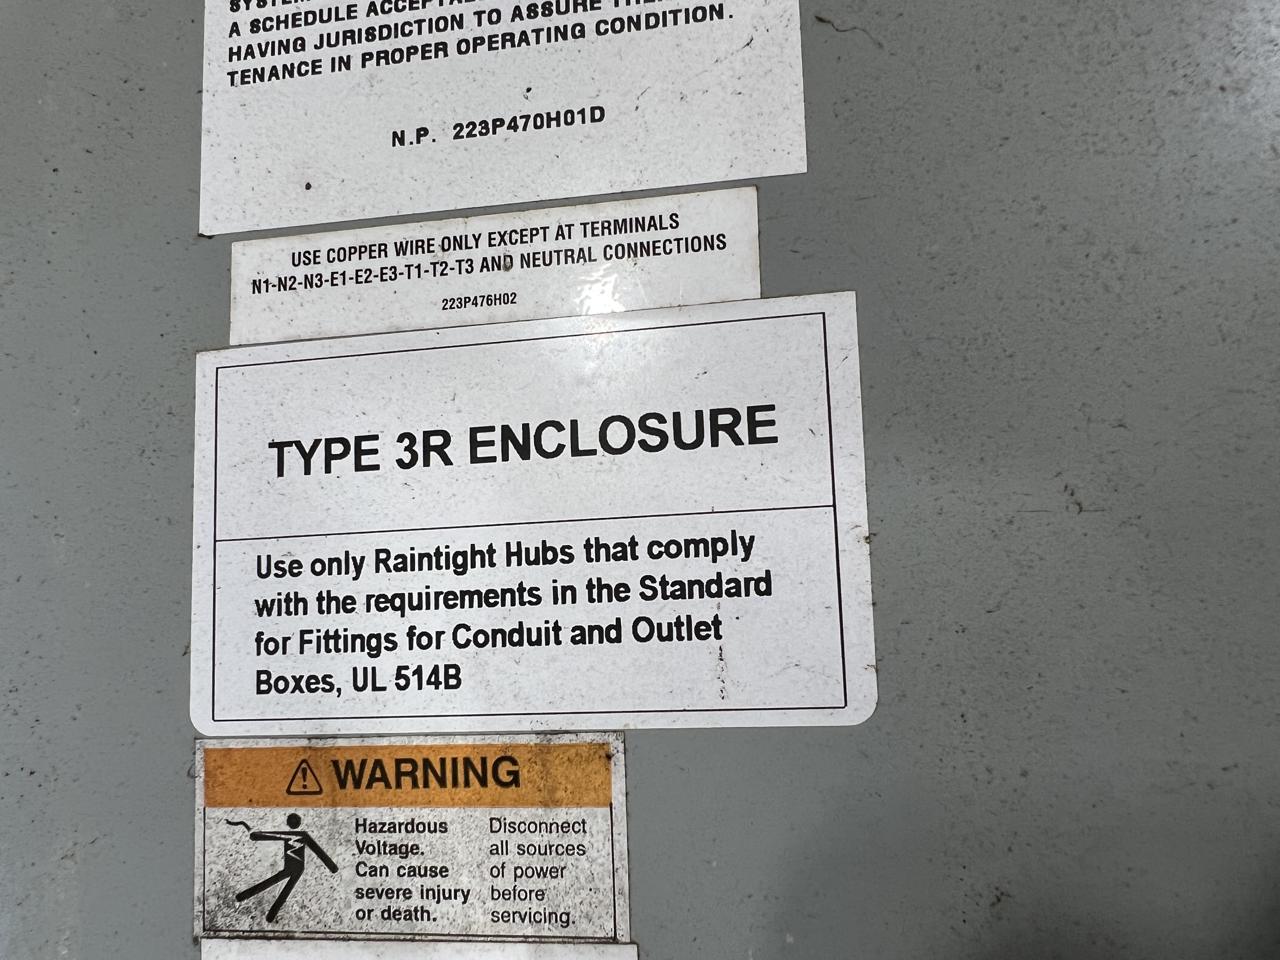 A SCHEDULE
HAVING JURISDICTION TO ASSURE
TENANCE IN PROPER OPERATING CONDITION.
N.P. 223P470H01D
USE COPPER WIRE ONLY EXCEPT AT TERMINALS
N1-N2-N3-E1-E2-E3-T1-T2-T3 AND NEUTRAL CONNECTIONS
223P476H02
TYPE 3R ENCLOSURE
Use only Raintight Hubs that comply
with the requirements in the Standard
for Fittings for Conduit and Outlet
Boxes, UL 514B
WARNING
Hazardous
Voltage.
Can cause
severe injury
or death.
Disconnect
all sources
of power
before
servicing.